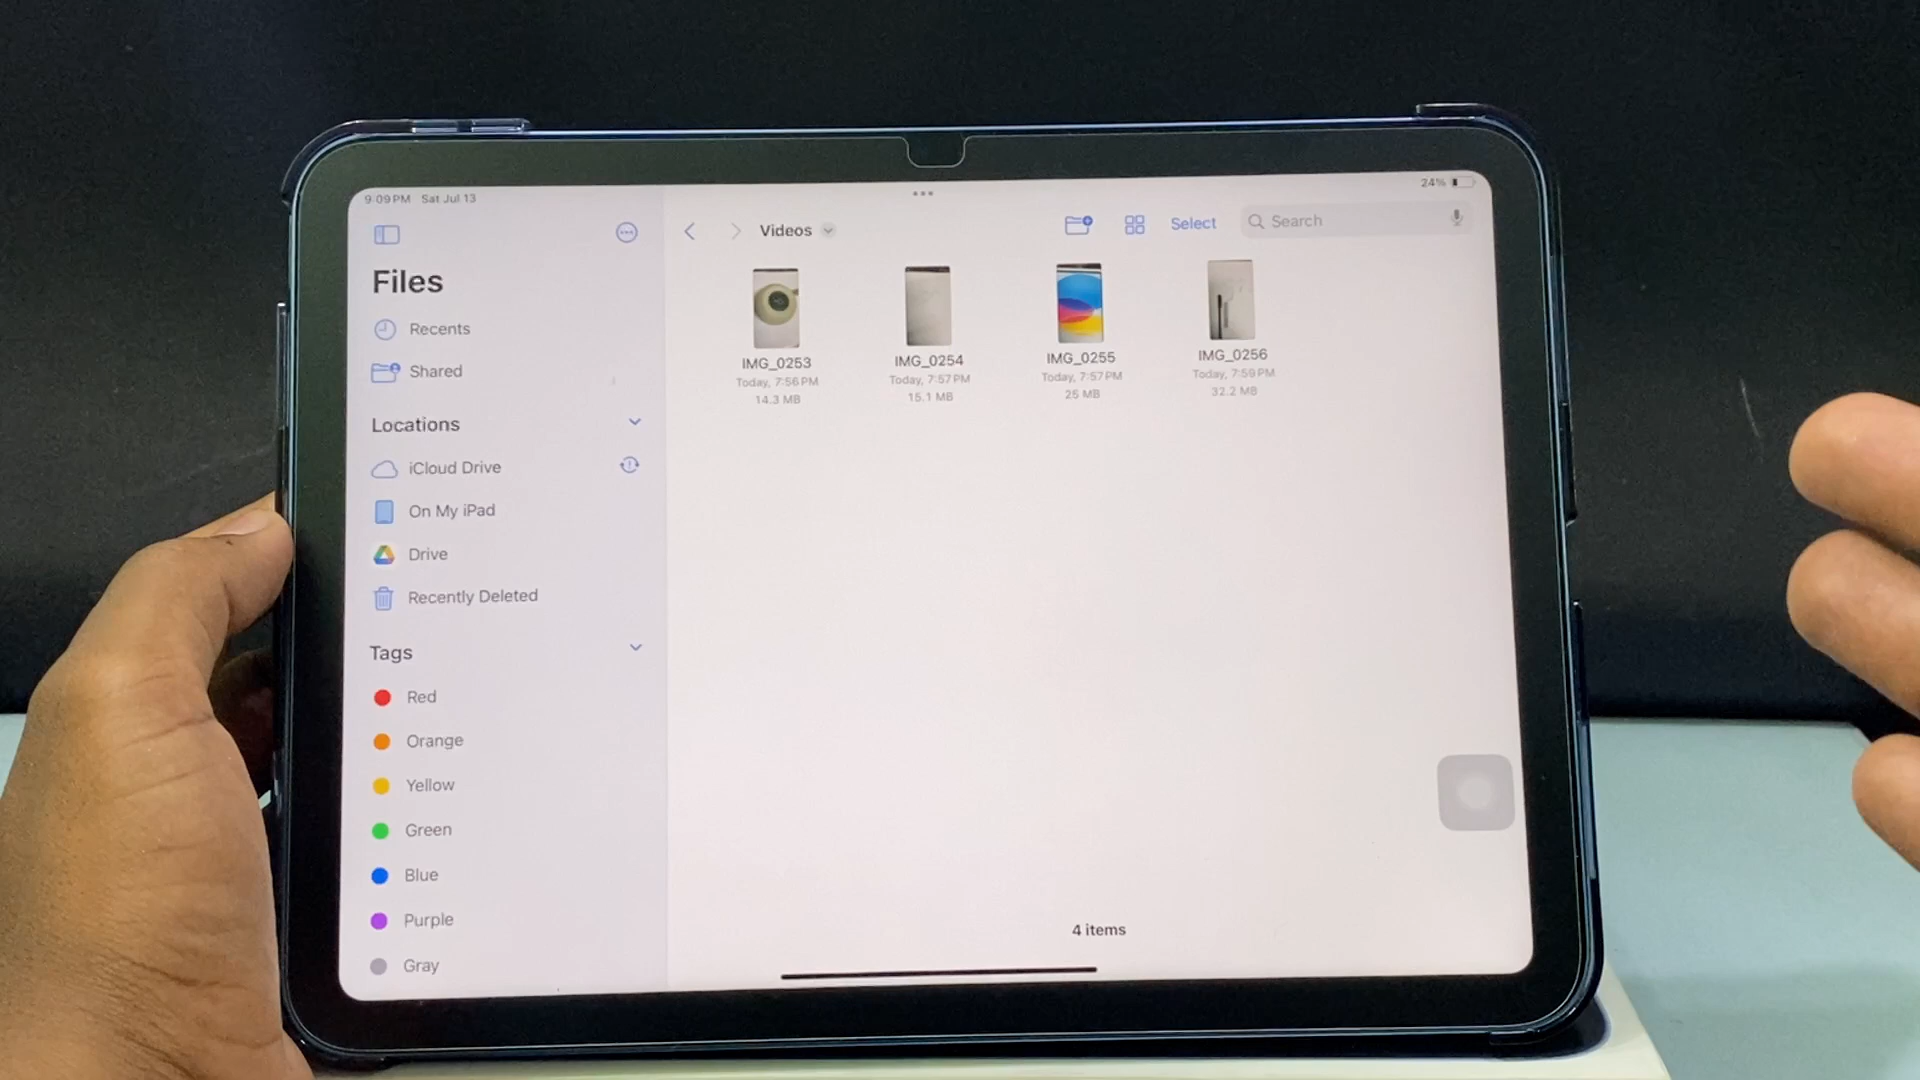 9:09 PM Sat Jul 13
24%
Files
Recents
Shared
Locations
iCloud Drive
On My iPad
Drive
Recently Deleted
Tags
Red
Orange
Yellow
Green
Blue
Purple
Gray
Videos
Select
Search
IMG_0253
Today, 7:56 PM
14.3 MB
IMG_0254
Today, 7:57 PM
15.1 MB
IMG_0255
Today, 7:57 PM
25 MB
IMG_0256
Today, 7:59 PM
32.2 MB
4 items